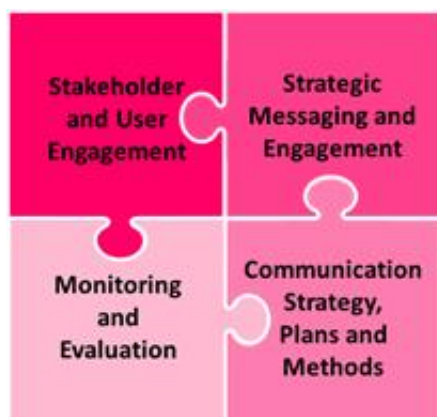 Stakeholder
and User
Engagement
Strategic
Messaging and
Engagement
Monitoring
and
Evaluation
Communication
Strategy,
Plans and
Methods